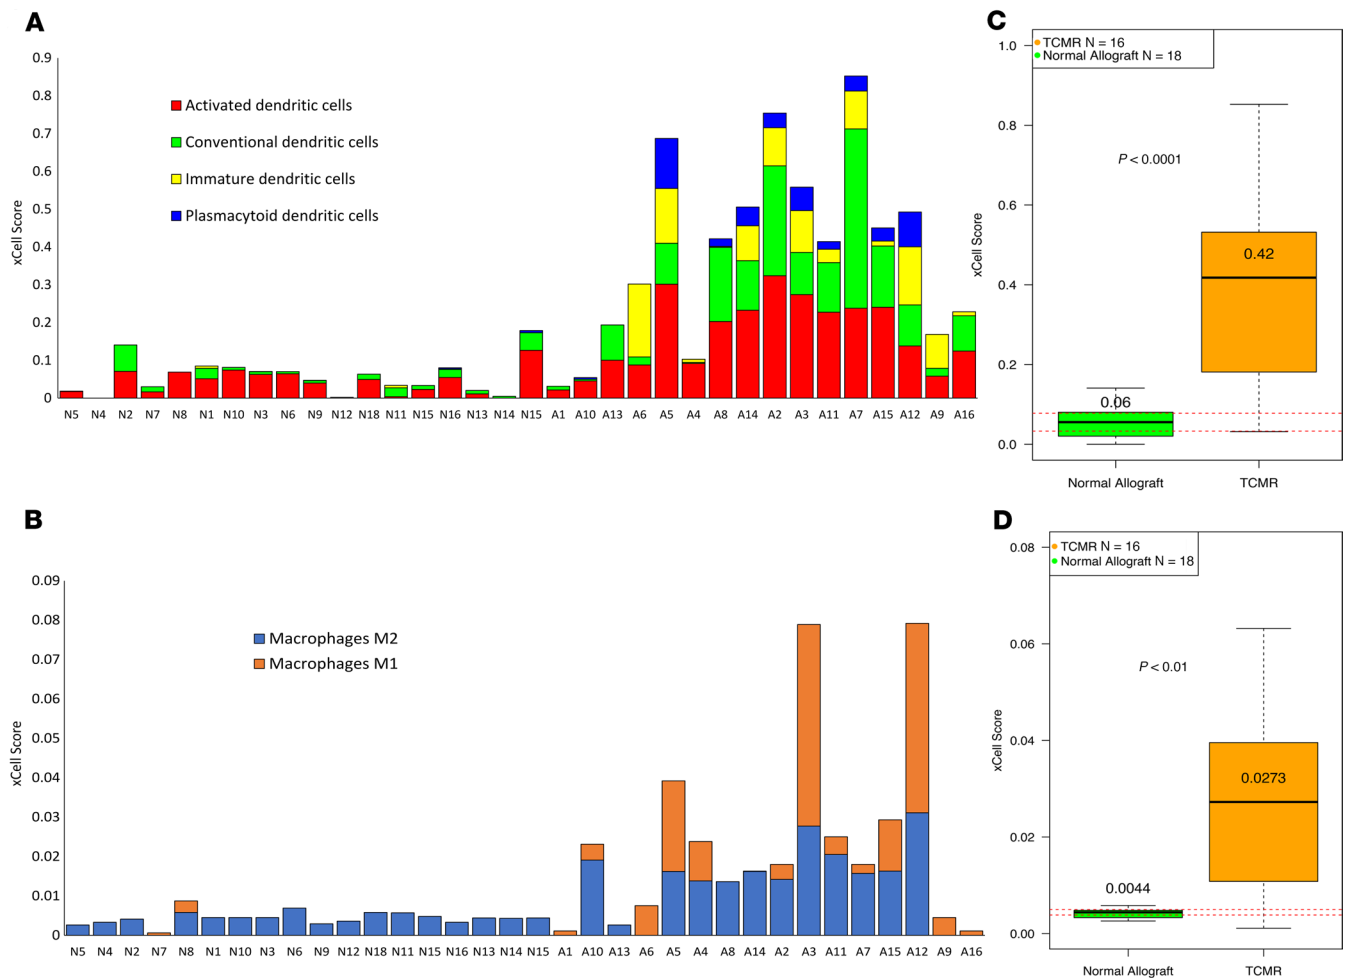 A
0.9
0.8
0.7
0.6
0.5
0.4
0.3
0.2
0.1
0
xCell Score
Activated dendritic cells
Conventional dendritic cells
Immature dendritic cells
Plasmacytoid dendritic cells
N5 N4 N2 N7 N8 N1 N10 N3 N6 N9 N12 N18 N11 N15 N16 N13 N14 N15 A1 A10 A13 A6 A5 A4 A8 A14 A2 A3 A11 A7 A15 A12 A9 A16
C
TCMR N = 16
Normal Allograft N = 18
1.0
0.8
0.6
0.4
0.2
0.0
xCell Score
P < 0.0001
0.42
0.06
Normal Allograft TCMR
B
0.09
0.08
0.07
0.06
0.05
0.04
0.03
0.02
0.01
0
xCell Score
Macrophages M2
Macrophages M1
N5 N4 N2 N7 N8 N1 N10 N3 N6 N9 N12 N18 N11 N15 N16 N13 N14 N15 A1 A10 A13 A6 A5 A4 A8 A14 A2 A3 A11 A7 A15 A12 A9 A16
D
TCMR N = 16
Normal Allograft N = 18
0.08
0.06
0.04
0.02
0.00
xCell Score
P < 0.01
0.0273
0.0044
Normal Allograft TCMR